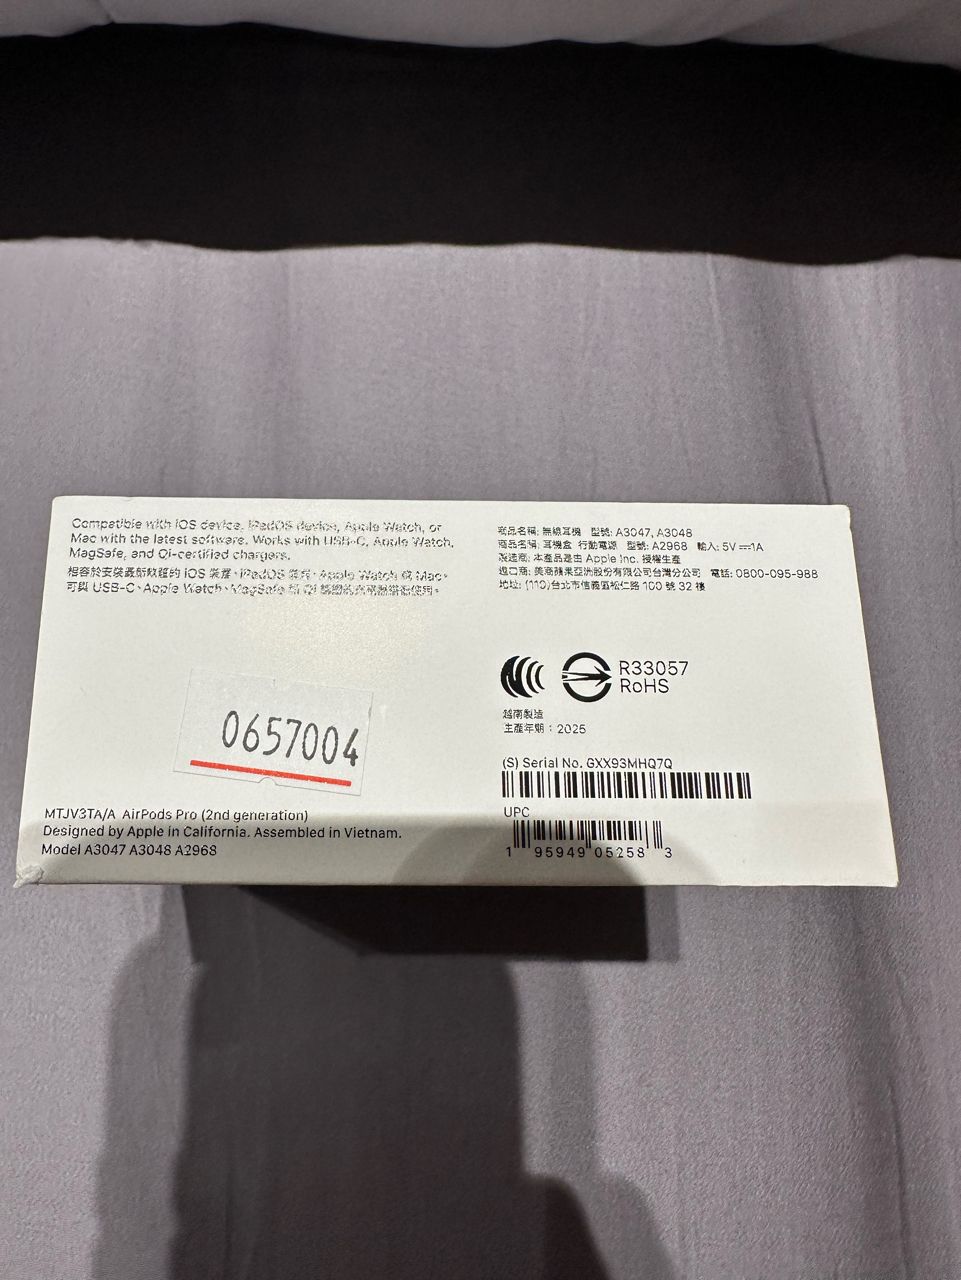 Compatible with iOS device, iPadOS device, Apple Watch, or
Mac with the latest software. Works with USB-C, Apple Watch,
MagSafe, and Qi-certified chargers.
相容於安裝最新軟體的 iOS 裝置、iPadOS 裝置、Apple Watch 或 Mac。
可與 USB-C、Apple Watch、MagSafe 和 Qi 認證的充電器搭配使用。
0657004
MTJV3TA/A AirPods Pro (2nd generation)
Designed by Apple in California. Assembled in Vietnam.
Model A3047 A3048 A2968
商品名稱: 無線耳機 型號: A3047, A3048
商品名稱: 耳機盒 行動電源 型號: A2968 輸入: 5V⎓1A
製造商: 本產品是由 Apple Inc. 授權生產
進口商: 美商蘋果亞洲股份有限公司台灣分公司 電話: 0800-095-988
地址: (110)台北市信義區松仁路 100 號 32 樓
R33057
RoHS
越南製造
生產年期：2025
(S) Serial No. GXX93MHQ7Q
UPC
1 95949 05258 3